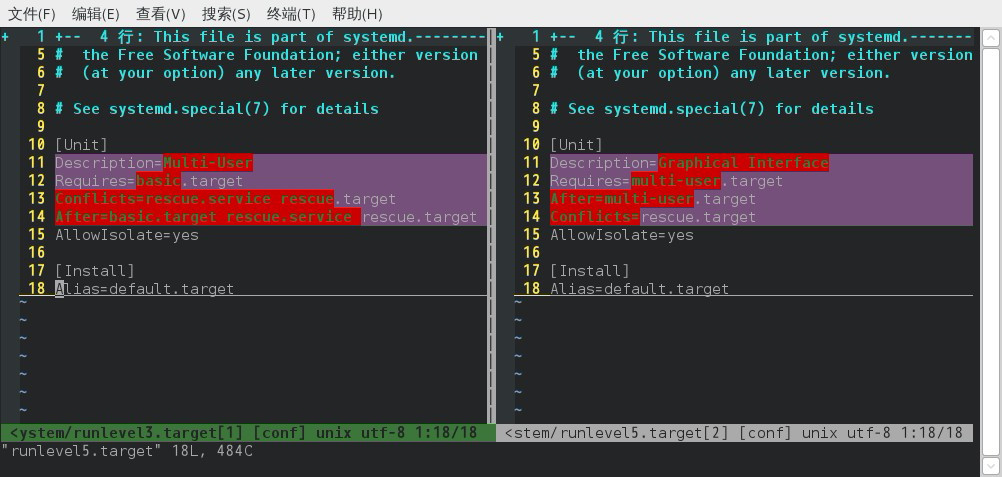 文件(F) 编辑(E) 查看(V) 搜索(S) 终端(T) 帮助(H)
+ 1 +-- 4 行: This file is part of systemd.--------
5 # the Free Software Foundation; either version
6 # (at your option) any later version.
7
8 # See systemd.special(7) for details
9
10 [Unit]
11 Description=Multi-User
12 Requires=basic.target
13 Conflicts=rescue.service rescue.target
14 After=basic.target rescue.service rescue.target
15 AllowIsolate=yes
16
17 [Install]
18 Alias=default.target
~
~
~
~
~
~
~
<ystem/runlevel3.target[1] [conf] unix utf-8 1:18/18
+ 1 +-- 4 行: This file is part of systemd.-------
5 # the Free Software Foundation; either version
6 # (at your option) any later version.
7
8 # See systemd.special(7) for details
9
10 [Unit]
11 Description=Graphical Interface
12 Requires=multi-user.target
13 After=multi-user.target
14 Conflicts=rescue.target
15 AllowIsolate=yes
16
17 [Install]
18 Alias=default.target
~
~
~
~
~
~
~
<stem/runlevel5.target[2] [conf] unix utf-8 1:18/18
"runlevel5.target" 18L, 484C